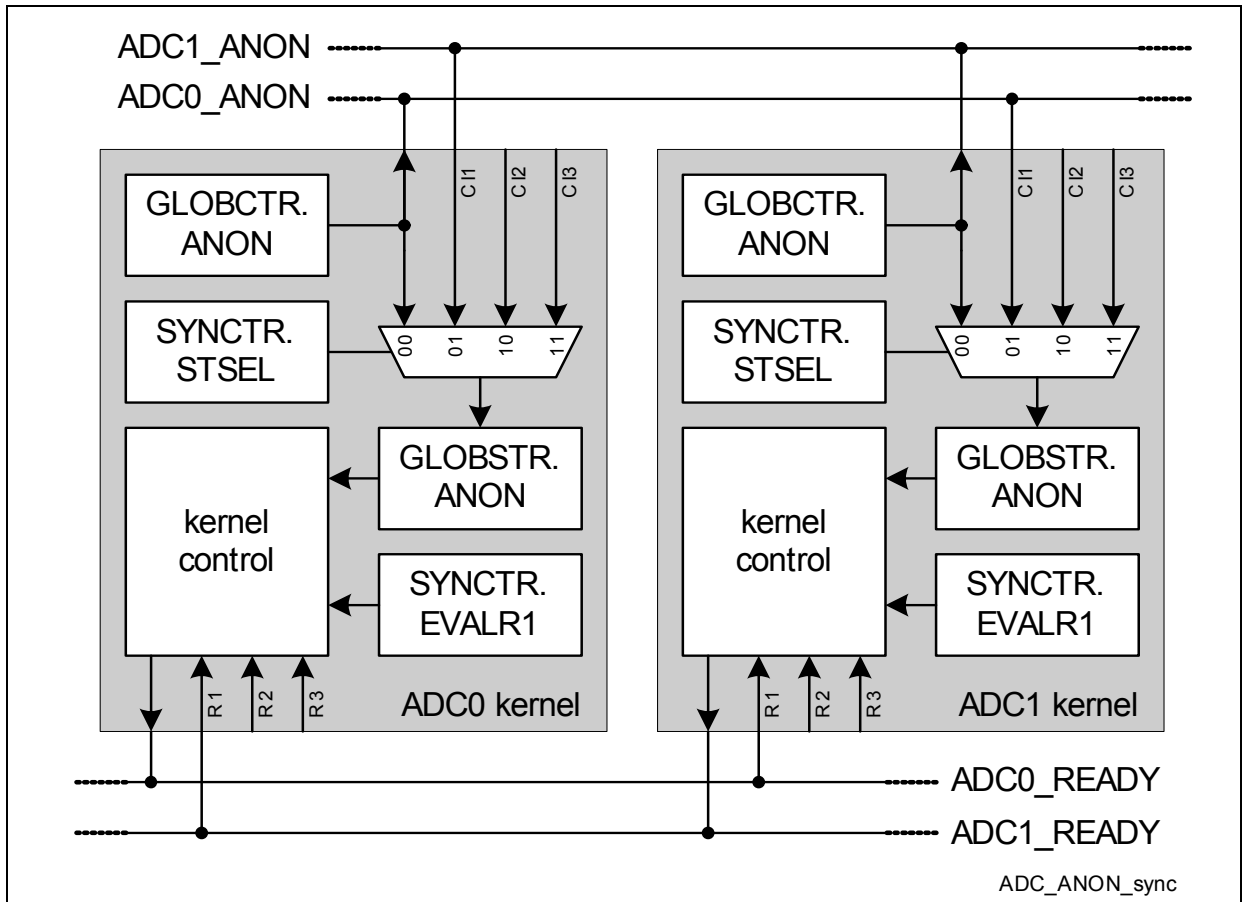 ADC1_ANON
ADC0_ANON
CI1
CI2
CI3
GLOBCTR.
ANON
SYNCTR.
STSEL
00
01
10
11
GLOBSTR.
ANON
kernel
control
SYNCTR.
EVALR1
R1
R2
R3
ADC0 kernel
CI1
CI2
CI3
GLOBCTR.
ANON
SYNCTR.
STSEL
00
01
10
11
GLOBSTR.
ANON
kernel
control
SYNCTR.
EVALR1
R1
R2
R3
ADC1 kernel
ADC0_READY
ADC1_READY
ADC_ANON_sync